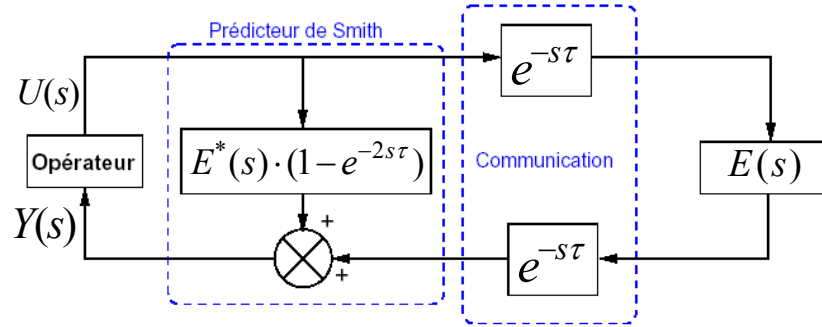 Prédicteur de Smith
e^{-sτ}
U(s)
Opérateur
E^*(s)·(1-e^{-2sτ})
Communication
E(s)
Y(s)
+
+
e^{-sτ}